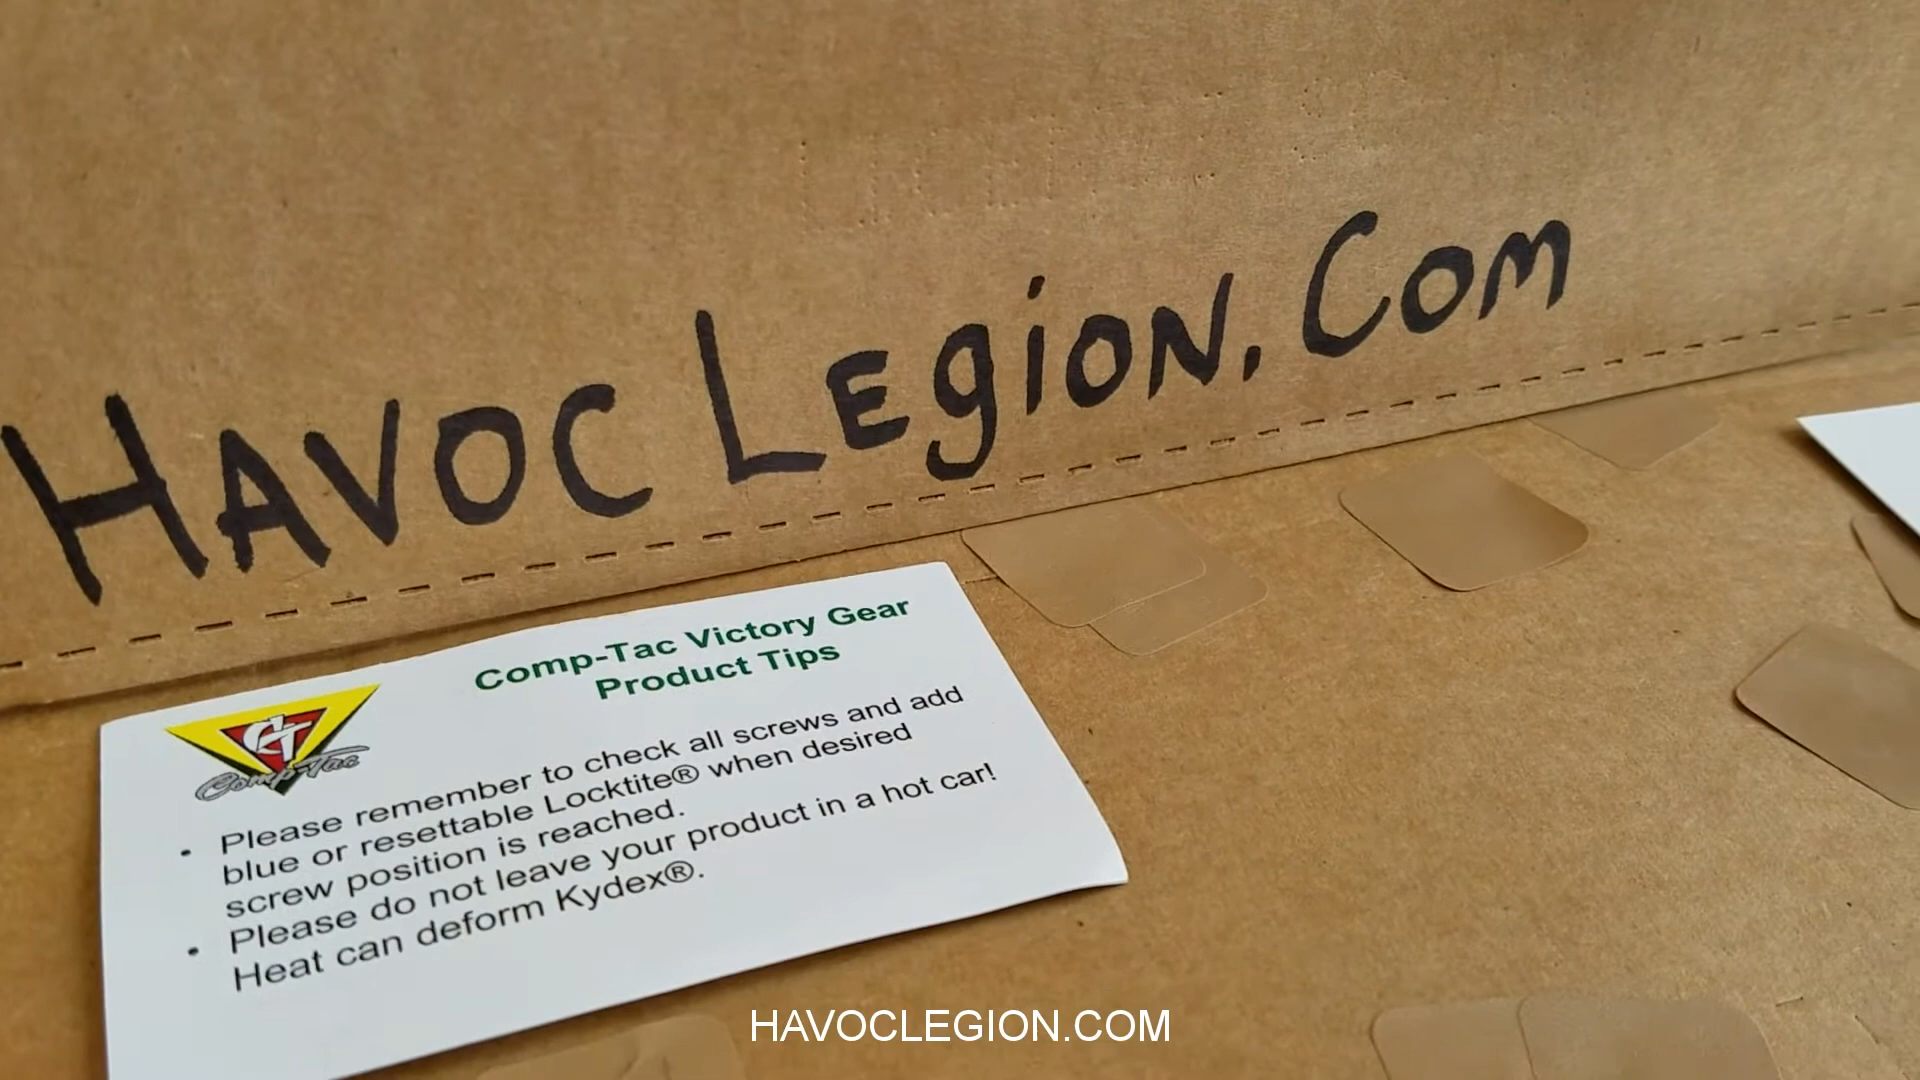 Havoc Legion.Com
Comp-Tac Victory Gear
Product Tips
CT
Comp-Tac
• Please remember to check all screws and add
blue or resettable Locktite® when desired
screw position is reached.
• Please do not leave your product in a hot car!
Heat can deform Kydex®.
HAVOCLEGION.COM